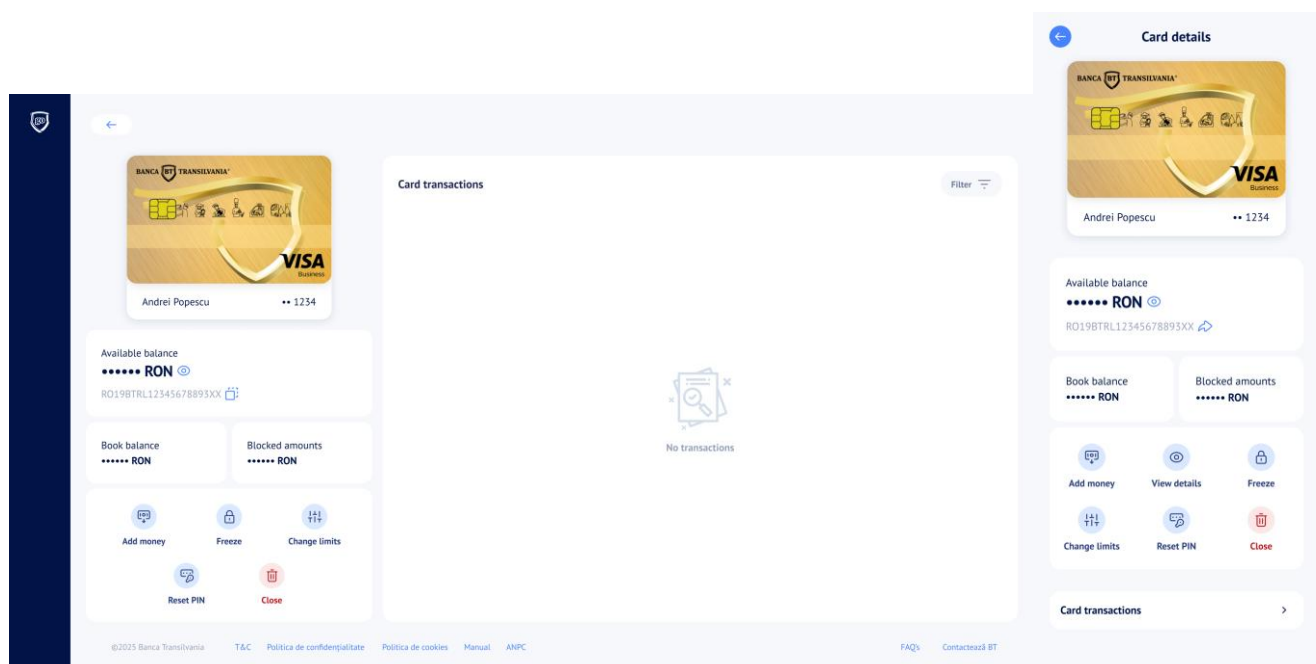 BT
BANCA BT TRANSILVANIA
VISA
Business
Andrei Popescu •• 1234
Available balance
•••••• RON
RO19BTRL12345678893XX
Book balance
•••••• RON
Blocked amounts
•••••• RON
Add money
Freeze
Change limits
Reset PIN
Close
Card transactions
Filter
No transactions
©2025 Banca Transilvania
T&C
Politica de confidențialitate
Politica de cookies
Manual
ANPC
FAQ's
Contactează BT
Card details
BANCA BT TRANSILVANIA
VISA
Business
Andrei Popescu •• 1234
Available balance
•••••• RON
RO19BTRL12345678893XX
Book balance
•••••• RON
Blocked amounts
•••••• RON
Add money
View details
Freeze
Change limits
Reset PIN
Close
Card transactions